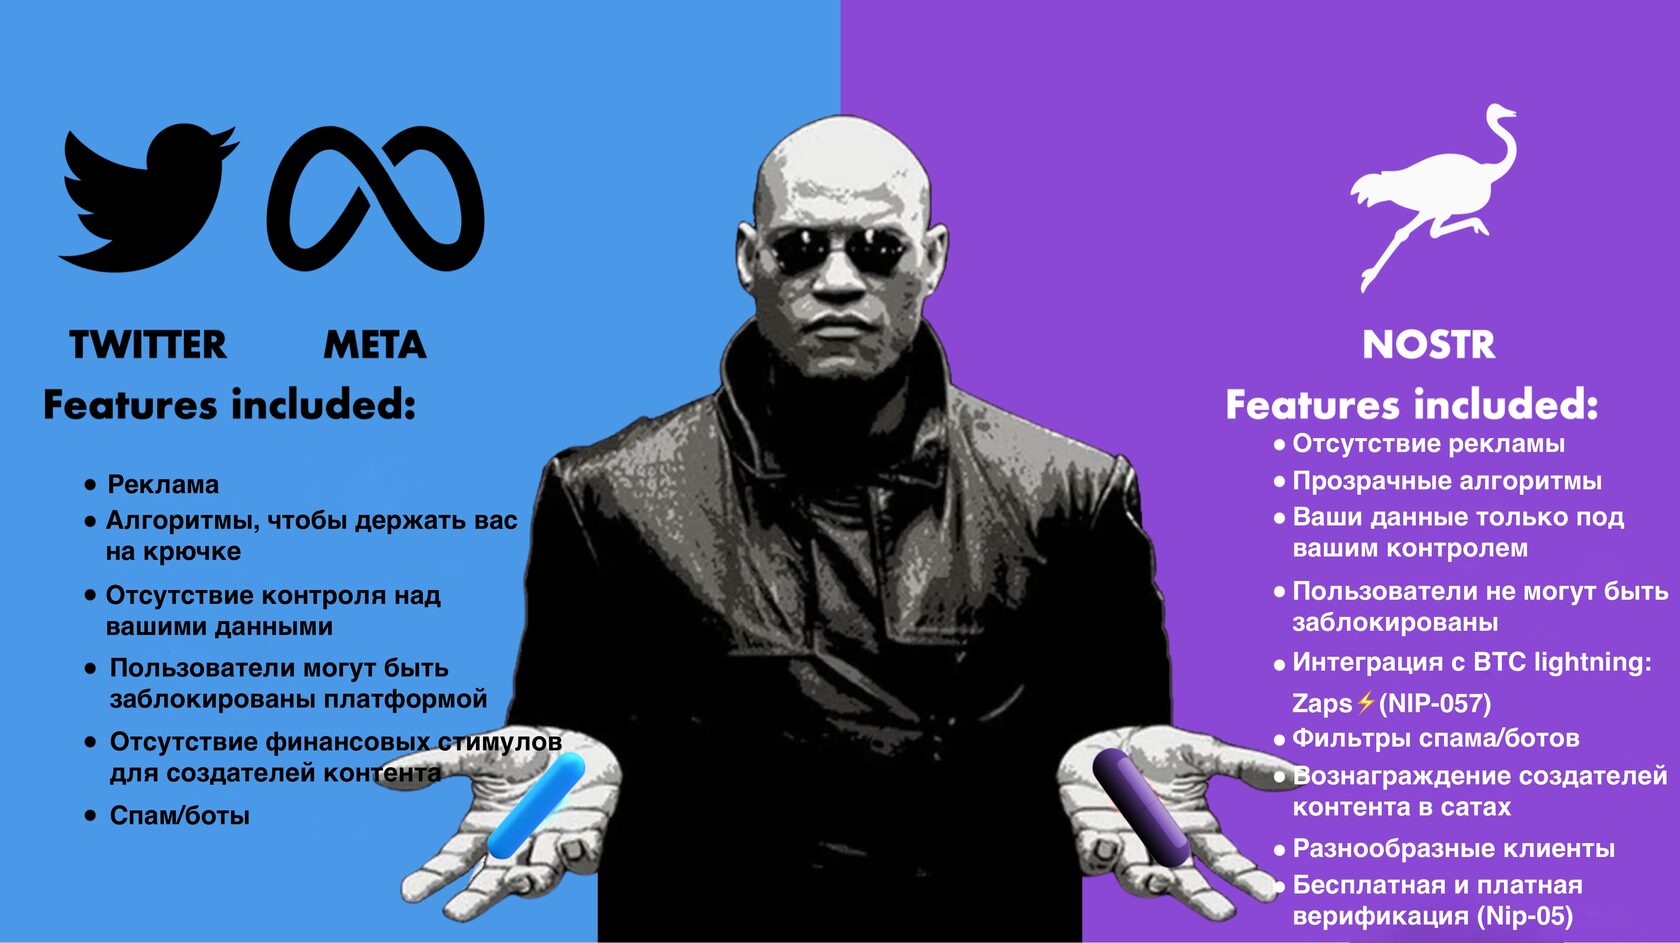 TWITTER
META
Features included:
• Реклама
• Алгоритмы, чтобы держать вас
на крючке
• Отсутствие контроля над
вашими данными
• Пользователи могут быть
заблокированы платформой
• Отсутствие финансовых стимулов
для создателей контента
• Спам/боты
NOSTR
Features included:
• Отсутствие рекламы
• Прозрачные алгоритмы
• Ваши данные только под
вашим контролем
• Пользователи не могут быть
заблокированы
• Интеграция с BTC lightning:
Zaps⚡(NIP-057)
• Фильтры спама/ботов
• Вознаграждение создателей
контента в сатах
• Разнообразные клиенты
• Бесплатная и платная
верификация (Nip-05)